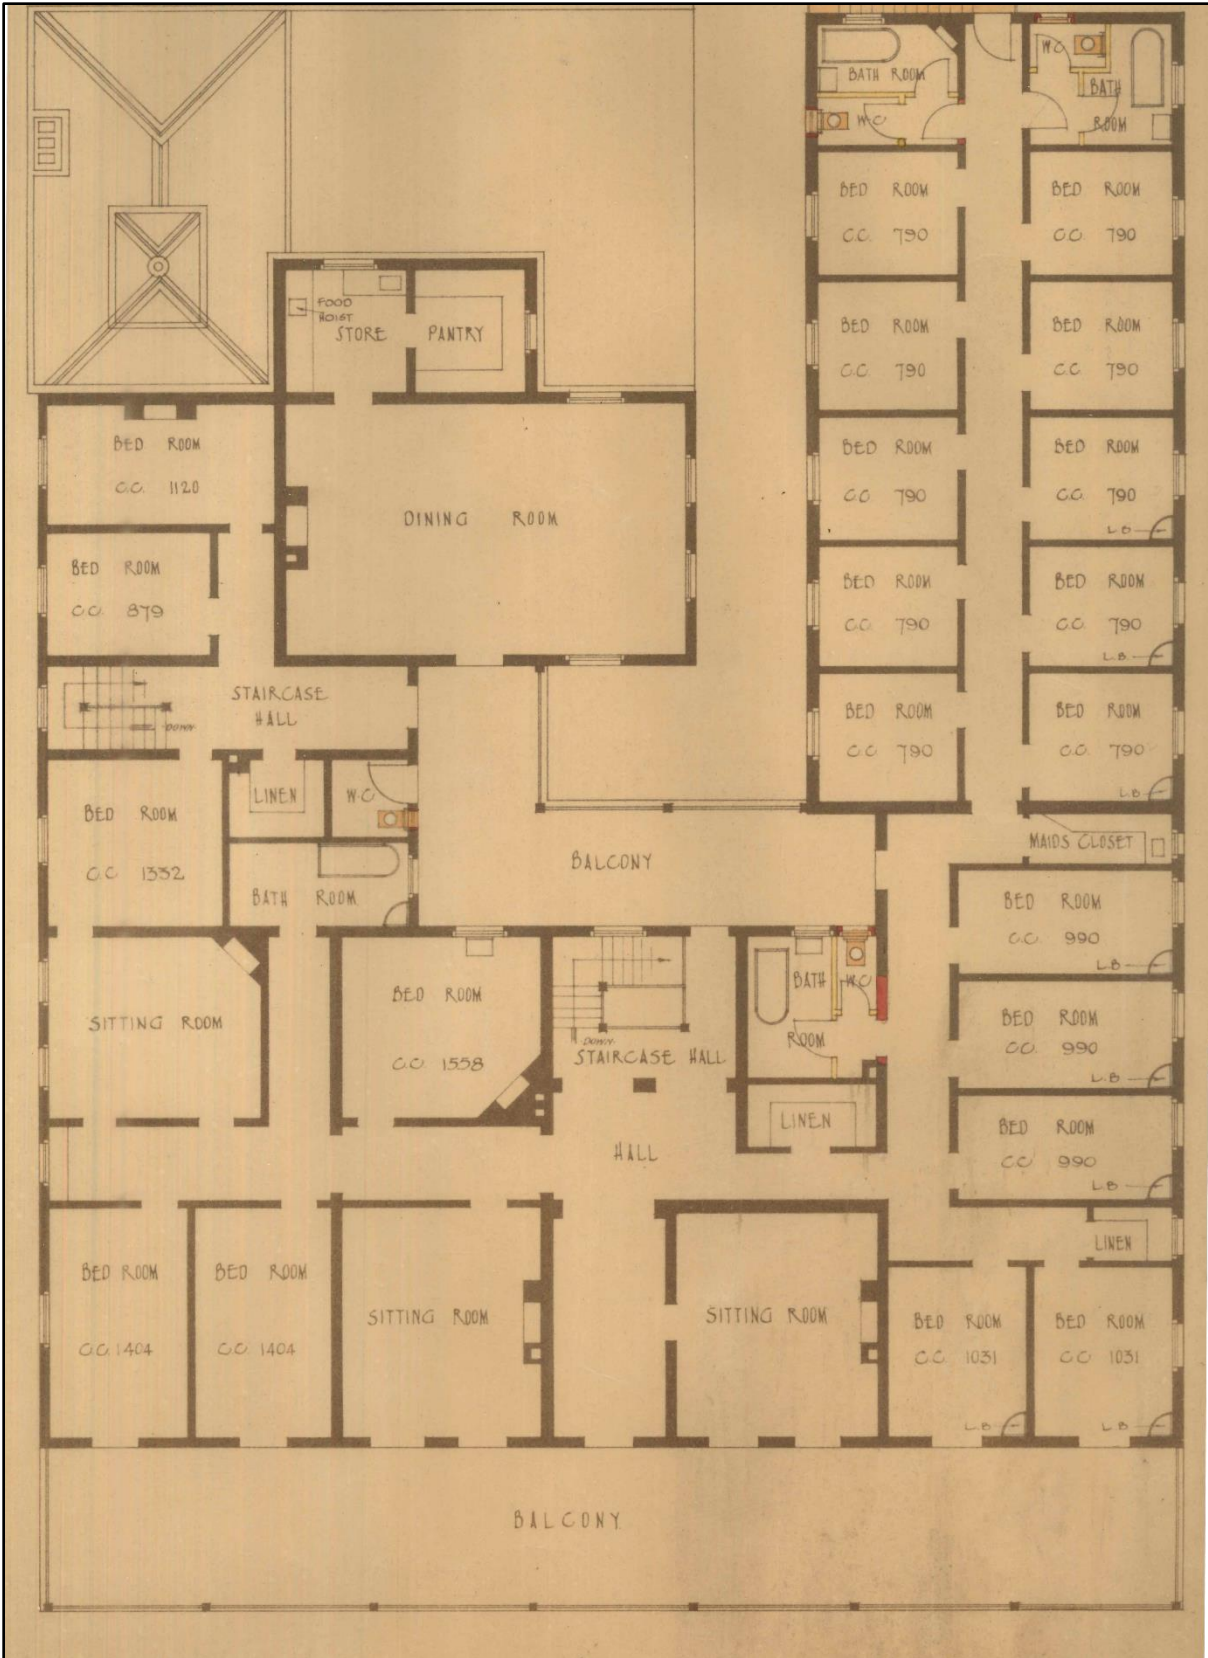 BATH ROOM
W.C
W.C
BATH
ROOM
BED ROOM
C.C. 790
BED ROOM
C.C. 790
FOOD
HOIST
STORE
PANTRY
BED ROOM
C.C. 790
BED ROOM
C.C 790
BED ROOM
C.C. 1120
DINING ROOM
BED ROOM
C.C 790
BED ROOM
C.C. 790
L.B
BED ROOM
C.C. 879
BED ROOM
C.C. 790
BED ROOM
C.C. 790
L.B
STAIRCASE
HALL
DOWN
BED ROOM
C.C. 790
BED ROOM
C.C. 790
L.B
BED ROOM
C.C 1332
LINEN
W.C
BATH ROOM
BALCONY
MAIDS CLOSET
BED ROOM
C.C. 990
L.B
SITTING ROOM
BED ROOM
C.C. 1558
DOWN
STAIRCASE HALL
BATH
ROOM
W.C
BED ROOM
C.C. 990
L.B
HALL
LINEN
BED ROOM
C.C 990
L.B
LINEN
BED ROOM
C.C. 1404
BED ROOM
C.C. 1404
SITTING ROOM
SITTING ROOM
BED ROOM
C.C 1031
L.B
BED ROOM
C.C 1031
L.B
BALCONY